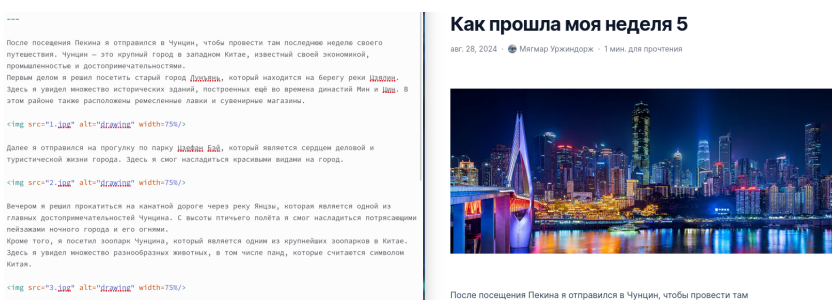 ---
После посещения Пекина я отправился в Чунцин, чтобы провести там последнюю неделю своего
путешествия. Чунцин – это крупный город в западном Китае, известный своей экономикой,
промышленностью и достопримечательностями.
Первым делом я решил посетить старый город Луньянь, который находится на берегу реки Цзялин.
Здесь я увидел множество исторических зданий, построенных ещё во времена династий Мин и Цин. В
этом районе также расположены ремесленные лавки и сувенирные магазины.
<img src="1.jpg" alt="drawing" width=75%/>
Далее я отправился на прогулку по парку Цзефан Бэй, который является сердцем деловой и
туристической жизни города. Здесь я смог насладиться красивыми видами на город.
<img src="2.jpg" alt="drawing" width=75%/>
Вечером я решил прокатиться на канатной дороге через реку Янцзы, которая является одной из
главных достопримечательностей Чунцина. С высоты птичьего полёта я смог насладиться потрясающими
пейзажами ночного города и его огнями.
Кроме того, я посетил зоопарк Чунцина, который является одним из крупнейших зоопарков в Китае.
Здесь я увидел множество разнообразных животных, в том числе панд, которые считаются символом
Китая.
<img src="3.jpg" alt="drawing" width=75%/>
Как прошла моя неделя 5
авг. 28, 2024 · Мягмар Уржиндорж · 1 мин. для прочтения
После посещения Пекина я отправился в Чунцин, чтобы провести там